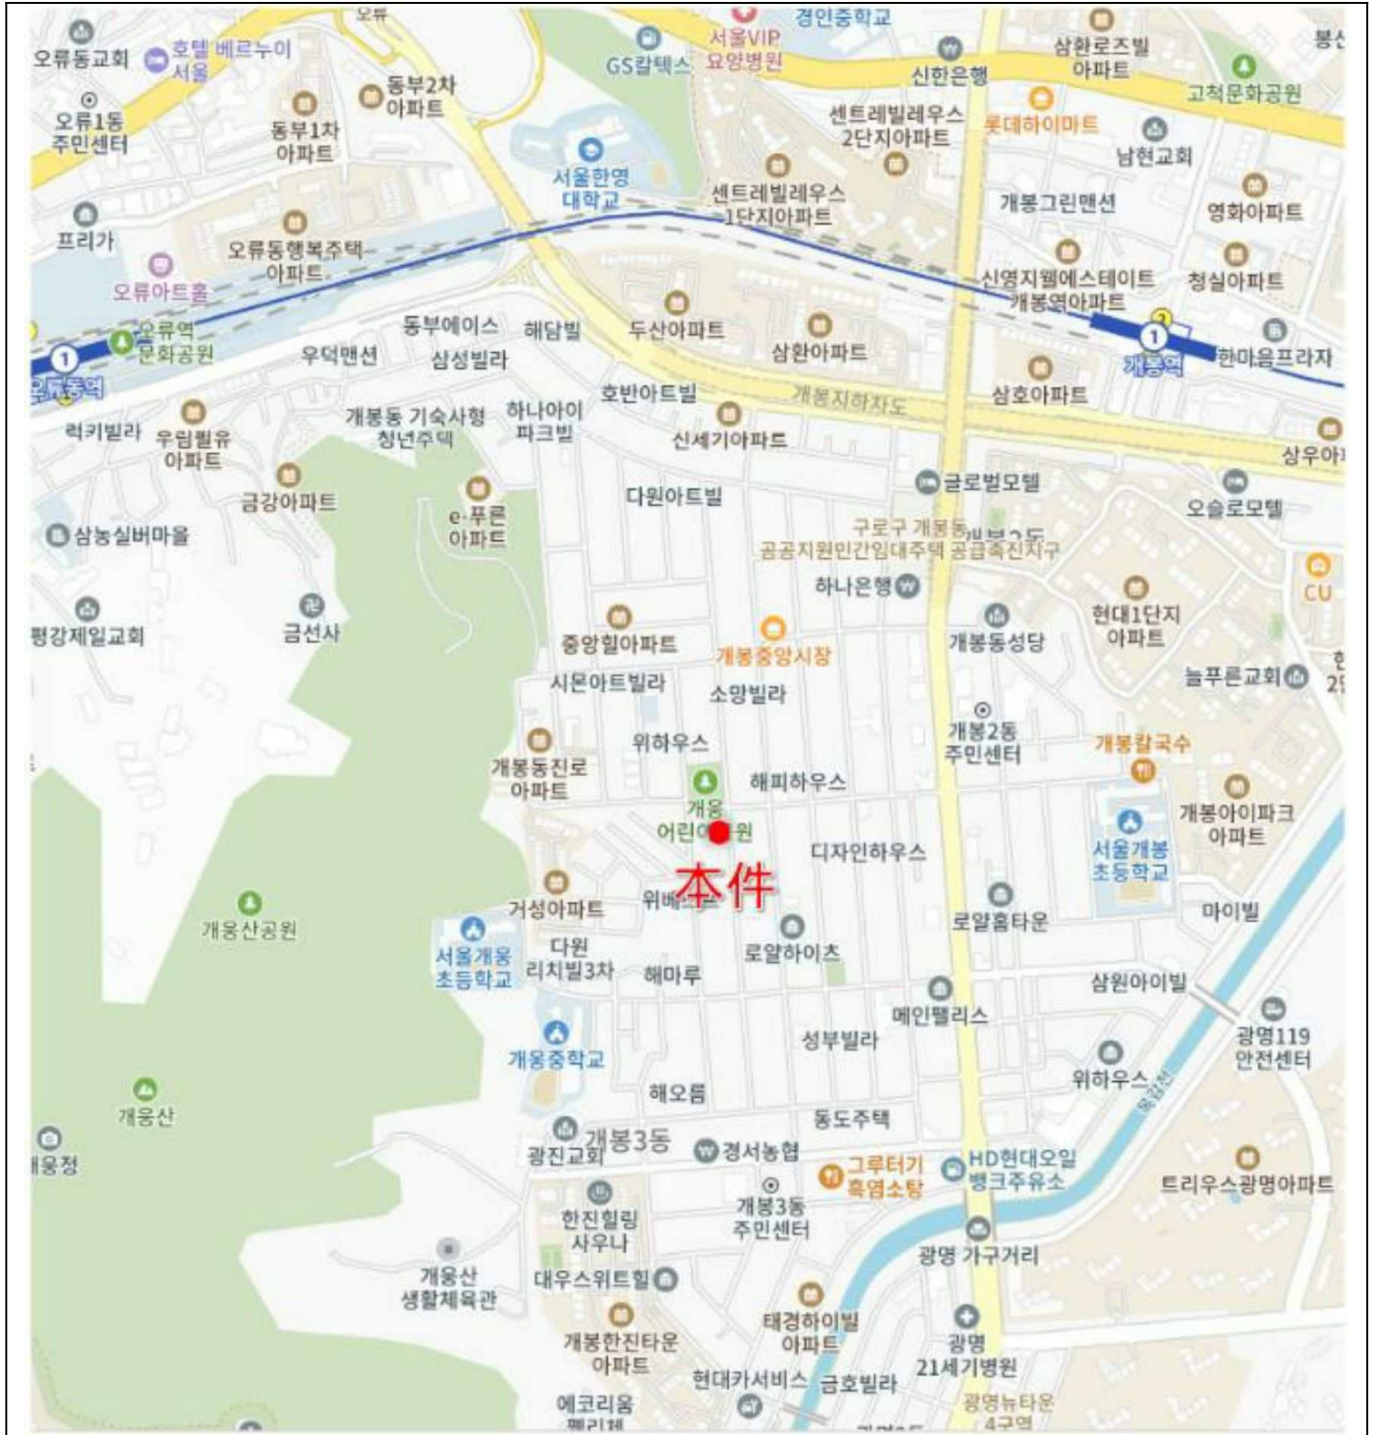 오류
경인중학교
오류동교회
호텔 베르누이
서울
GS칼텍스
서울VIP
요양병원
신한은행
삼환로즈빌
아파트
고척문화공원
동부2차
아파트
오류1동
주민센터
동부1차
아파트
센트레빌레우스
2단지아파트
롯데하이마트
남현교회
서울한영
대학교
센트레빌레우스
1단지아파트
개봉그린맨션
영화아파트
프리가
오류동행복주택
아파트
오류아트홀
신영지웰에스테이트
개봉역아파트
청실아파트
오류역
문화공원
1
오류동역
동부에이스
해담빌
두산아파트
삼환아파트
2
1
개봉역
한마음프라자
우덕맨션
삼성빌라
삼호아파트
호반아트빌
개봉지하차도
럭키빌라
우림필유
아파트
개봉동 기숙사형
청년주택
하나아이
파크빌
신세기아파트
금강아파트
e-푸른
아파트
다원아트빌
글로벌모텔
오슬로모텔
삼농실버마을
구로구 개봉동
개봉2동
공공지원민간임대주택 공급촉진지구
하나은행
CU
평강제일교회
금선사
중앙힐아파트
개봉중앙시장
개봉동성당
현대1단지
아파트
시몬아트빌라
소망빌라
늘푸른교회
개봉2동
주민센터
위하우스
개봉칼국수
개봉동진로
아파트
해피하우스
개웅
디자인하우스
개봉아이파크
아파트
서울개봉
초등학교
本件
거성아파트
개웅산공원
로얄홈타운
마이빌
서울개웅
초등학교
다원
리치빌3차
해마루
로얄하이츠
삼원아이빌
메인팰리스
개웅중학교
성부빌라
광명119
안전센터
위하우스
개웅산
해오름
동도주택
목감천
광진교회
개봉3동
경서농협
그루터기
흑염소탕
HD현대오일
뱅크주유소
트리우스광명아파트
한진힐링
사우나
개봉3동
주민센터
광명 가구거리
개웅산
생활체육관
대우스위트힐
개봉한진타운
아파트
태경하이빌
아파트
광명
21세기병원
현대카서비스
금호빌라
에코리움
광명뉴타운
4구역